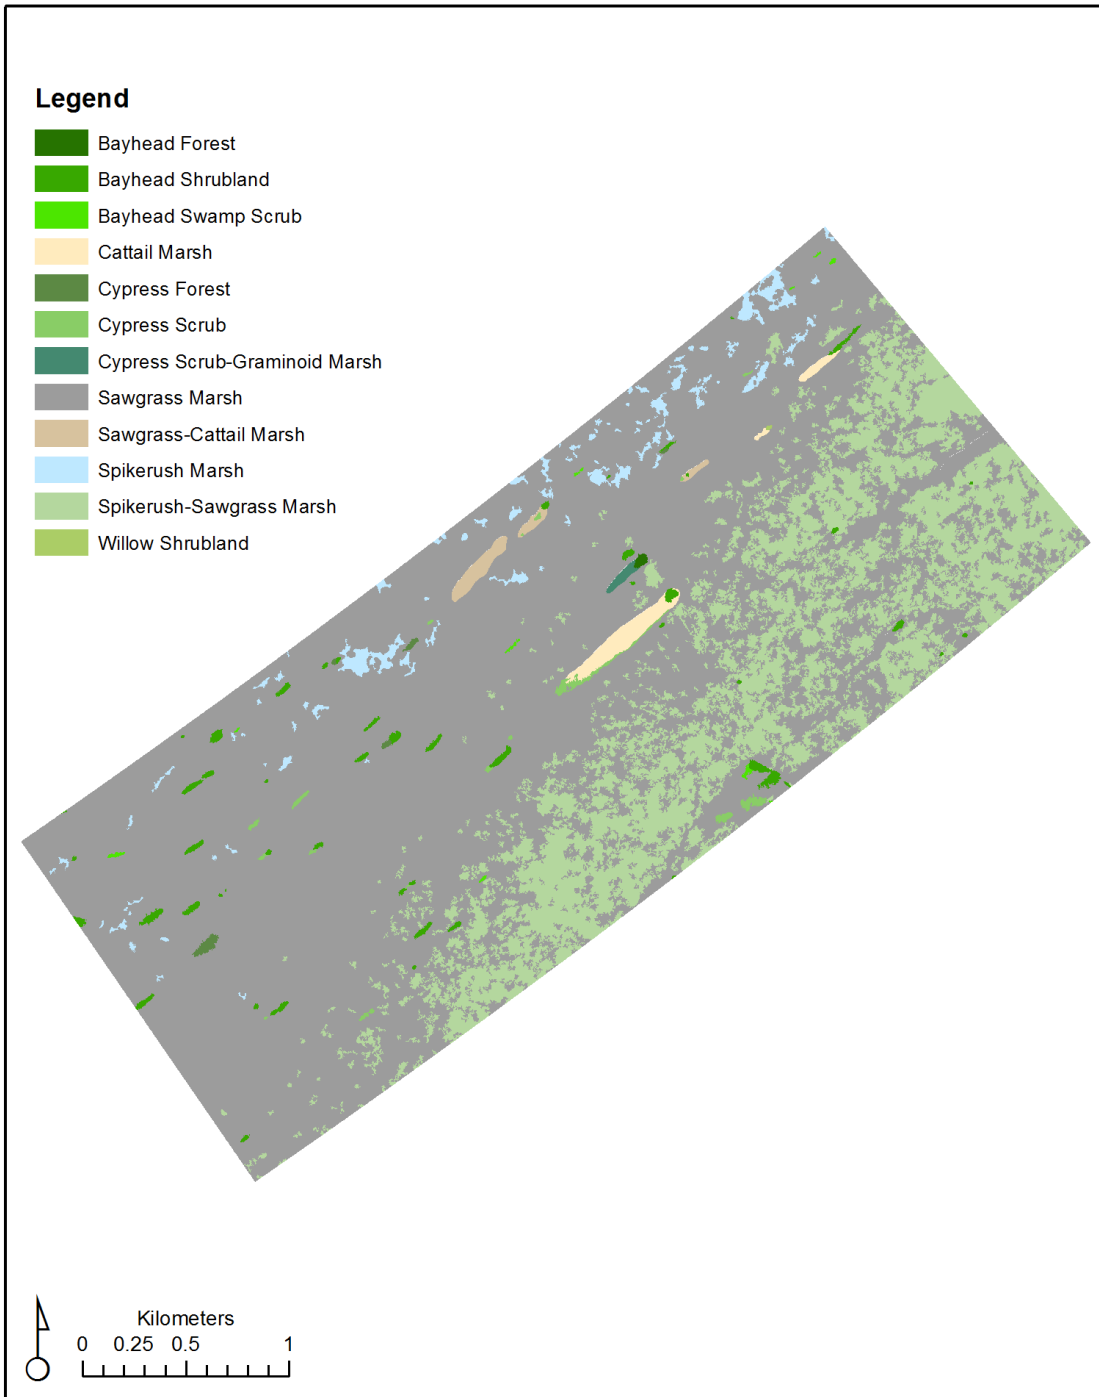 Legend
Bayhead Forest
Bayhead Shrubland
Bayhead Swamp Scrub
Cattail Marsh
Cypress Forest
Cypress Scrub
Cypress Scrub-Graminoid Marsh
Sawgrass Marsh
Sawgrass-Cattail Marsh
Spikerush Marsh
Spikerush-Sawgrass Marsh
Willow Shrubland
Kilometers
0 0.25 0.5 1